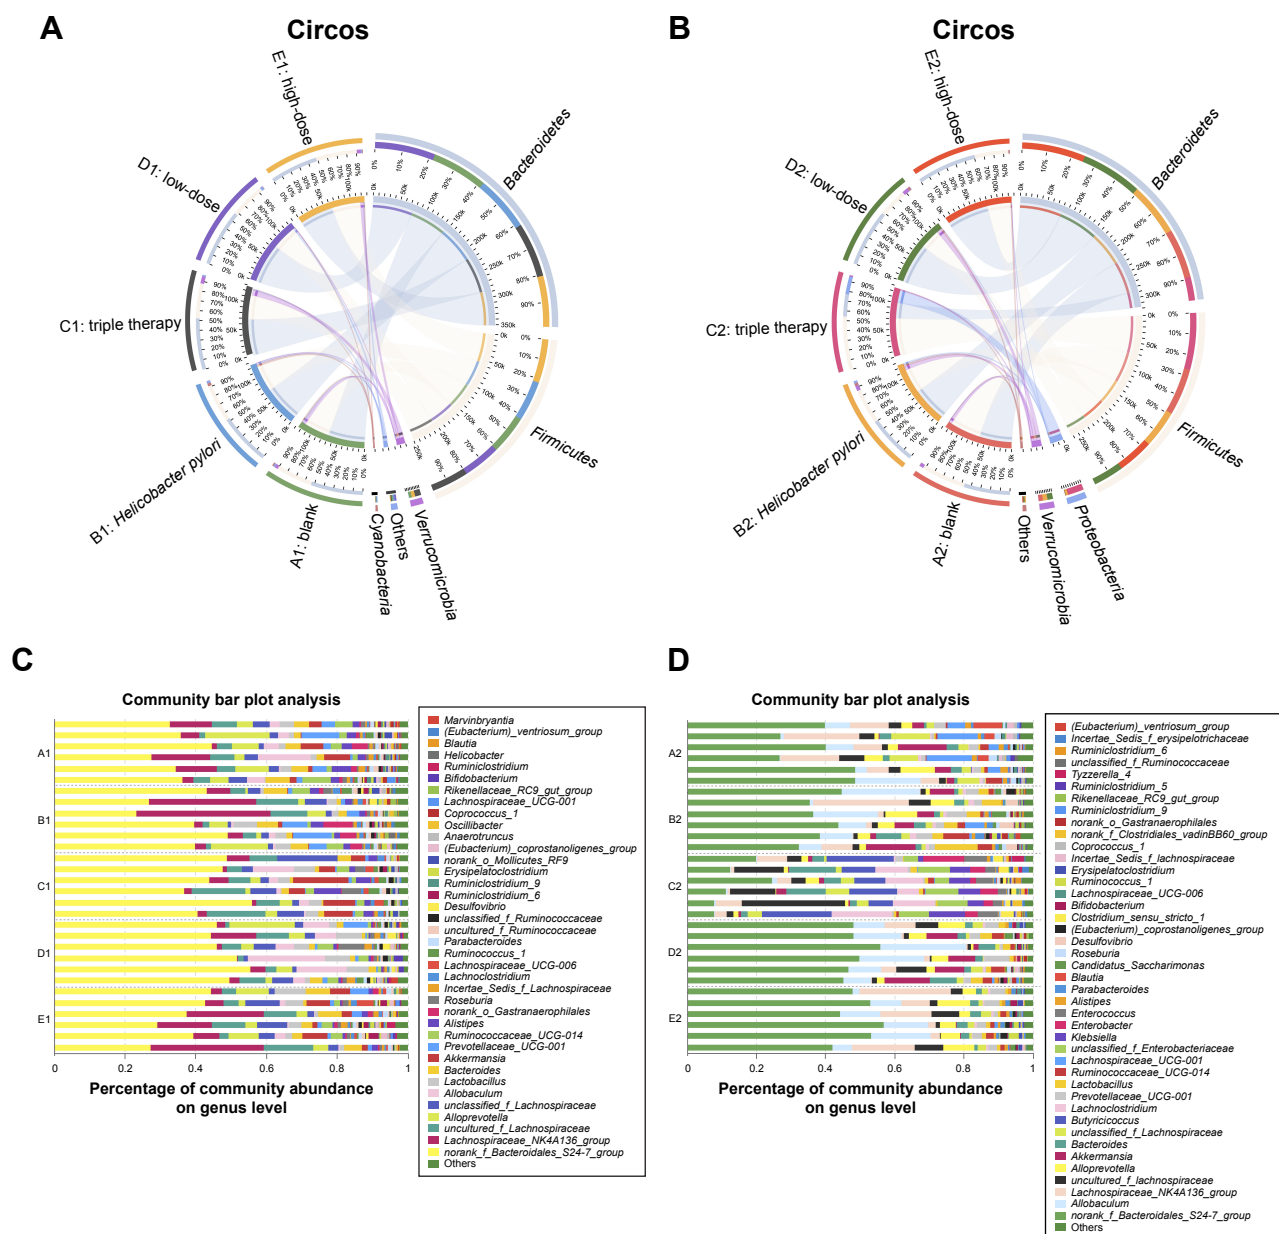 A
Circos
E1: high-dose
D1: low-dose
C1: triple therapy
B1: Helicobacter pylori
A1: blank
Cyanobacteria
Others
Verrucomicrobia
Firmicutes
Bacteroidetes
B
Circos
E2: high-dose
D2: low-dose
C2: triple therapy
B2: Helicobacter pylori
A2: blank
Others
Verrucomicrobia
Proteobacteria
Firmicutes
Bacteroidetes
C
Community bar plot analysis
A1
B1
C1
D1
E1
0 0.2 0.4 0.6 0.8 1
Percentage of community abundance
on genus level
Marvinbryantia
(Eubacterium)_ventriosum_group
Blautia
Helicobacter
Ruminiclostridium
Bifidobacterium
Rikenellaceae_RC9_gut_group
Lachnospiraceae_UCG-001
Coprococcus_1
Oscillibacter
Anaerotruncus
(Eubacterium)_coprostanoligenes_group
norank_o_Mollicutes_RF9
Erysipelatoclostridium
Ruminiclostridium_9
Ruminiclostridium_6
Desulfovibrio
unclassified_f_Ruminococcaceae
uncultured_f_Ruminococcaceae
Parabacteroides
Ruminococcus_1
Lachnospiraceae_UCG-006
Lachnoclostridium
Incertae_Sedis_f_Lachnospiraceae
Roseburia
norank_o_Gastranaerophilales
Alistipes
Ruminococcaceae_UCG-014
Prevotellaceae_UCG-001
Akkermansia
Bacteroides
Lactobacillus
Allobaculum
unclassified_f_Lachnospiraceae
Alloprevotella
uncultured_f_Lachnospiraceae
Lachnospiraceae_NK4A136_group
norank_f_Bacteroidales_S24-7_group
Others
D
Community bar plot analysis
A2
B2
C2
D2
E2
0 0.2 0.4 0.6 0.8 1
Percentage of community abundance
on genus level
(Eubacterium)_ventriosum_group
Incertae_Sedis_f_erysipelotrichaceae
Ruminiclostridium_6
unclassified_f_Ruminococcaceae
Tyzzerella_4
Ruminiclostridium_5
Rikenellaceae_RC9_gut_group
Ruminiclostridium_9
norank_o_Gastranaerophilales
norank_f_Clostridiales_vadinBB60_group
Coprococcus_1
Incertae_Sedis_f_lachnospiraceae
Erysipelatoclostridium
Ruminococcus_1
Lachnospiraceae_UCG-006
Bifidobacterium
Clostridium_sensu_stricto_1
(Eubacterium)_coprostanoligenes_group
Desulfovibrio
Roseburia
Candidatus_Saccharimonas
Blautia
Parabacteroides
Alistipes
Enterococcus
Enterobacter
Klebsiella
unclassified_f_Enterobacteriaceae
Lachnospiraceae_UCG-001
Ruminococcaceae_UCG-014
Lactobacillus
Prevotellaceae_UCG-001
Lachnoclostridium
Butyricicoccus
unclassified_f_Lachnospiraceae
Bacteroides
Akkermansia
Alloprevotella
uncultured_f_lachnospiraceae
Lachnospiraceae_NK4A136_group
Allobaculum
norank_f_Bacteroidales_S24-7_group
Others